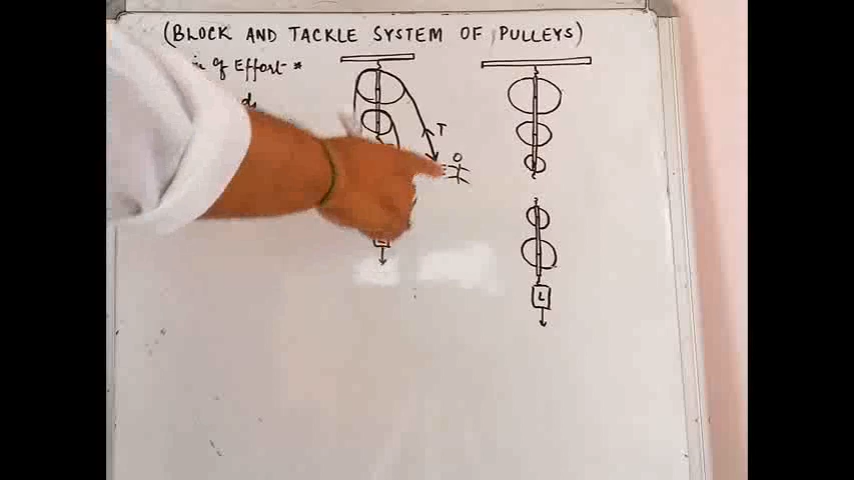 (BLOCK AND TACKLE SYSTEM OF PULLEYS)
of Effort *
T
L